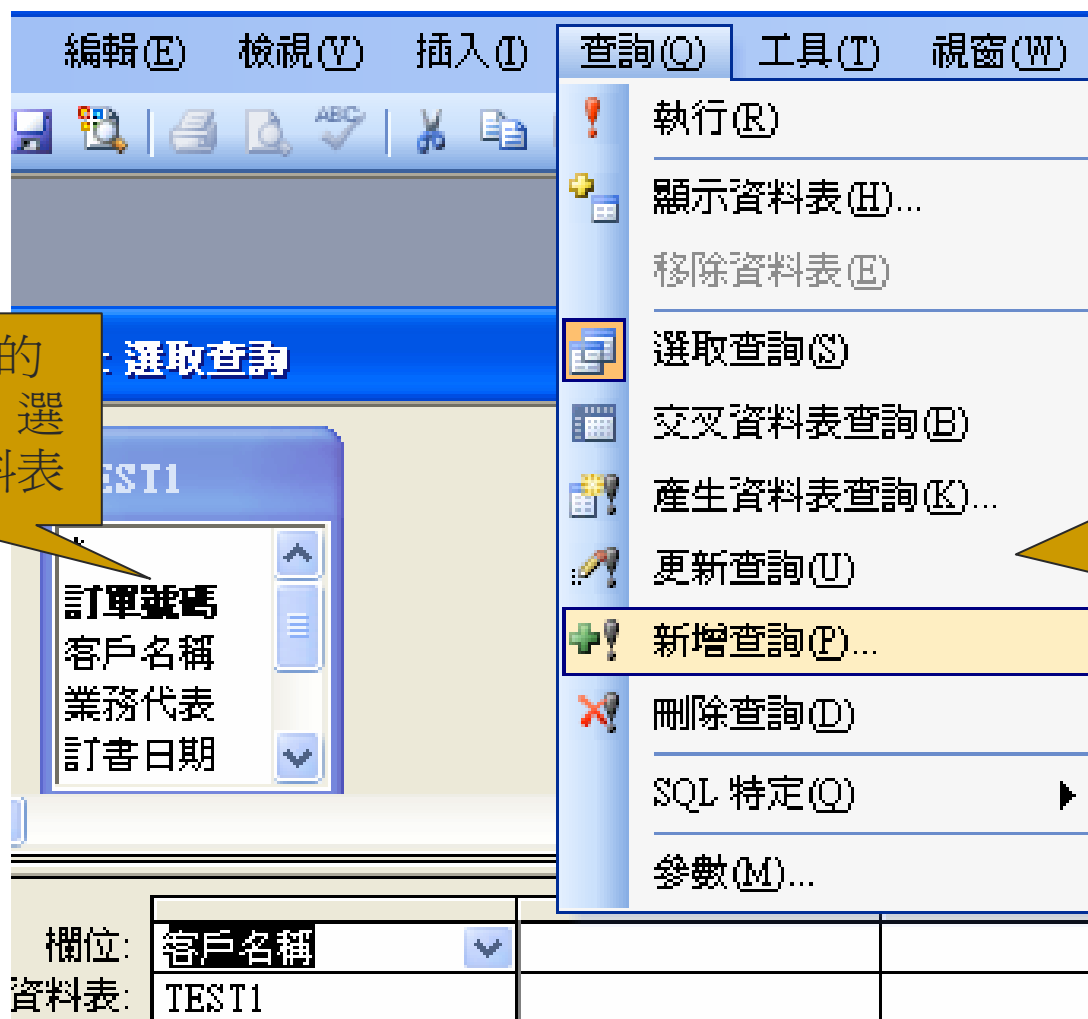 編輯(E) 檢視(V) 插入(I) 查詢(Q) 工具(T) 視窗(W)
ABC
執行(R)
顯示資料表(H)...
移除資料表(E)
: 選取查詢
選取查詢(S)
的
選
料表
交叉資料表查詢(B)
EST1
產生資料表查詢(K)...
*
更新查詢(U)
訂單號碼
客戶名稱
新增查詢(P)...
業務代表
刪除查詢(D)
訂書日期
SQL 特定(Q)
參數(M)...
欄位: 客戶名稱
資料表: TEST1